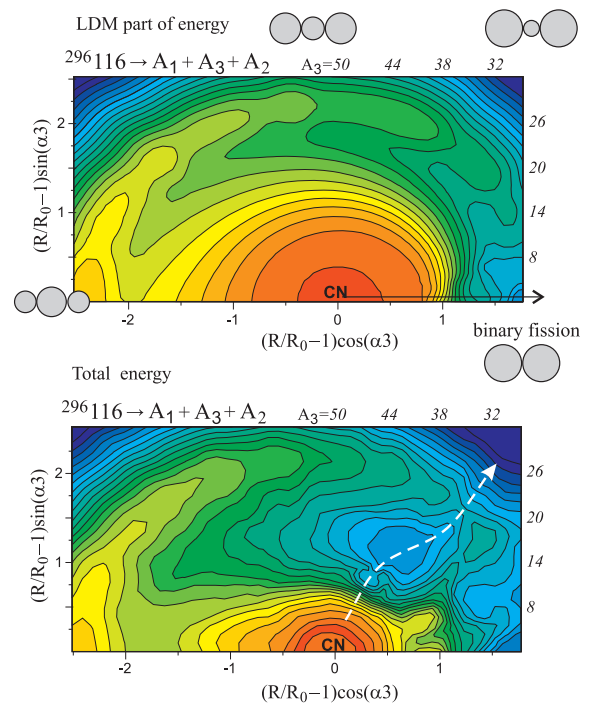 LDM part of energy
²⁹⁶116 → A₁ + A₃ + A₂ A₃=50 44 38 32
(R/R₀−1)sin(α3)
2
1
26
20
14
8
CN
-2 -1 0 1
(R/R₀−1)cos(α3)
binary fission
Total energy
²⁹⁶116 → A₁ + A₃ + A₂ A₃=50 44 38 32
(R/R₀−1)sin(α3)
2
1
26
20
14
8
CN
-2 -1 0 1
(R/R₀−1)cos(α3)